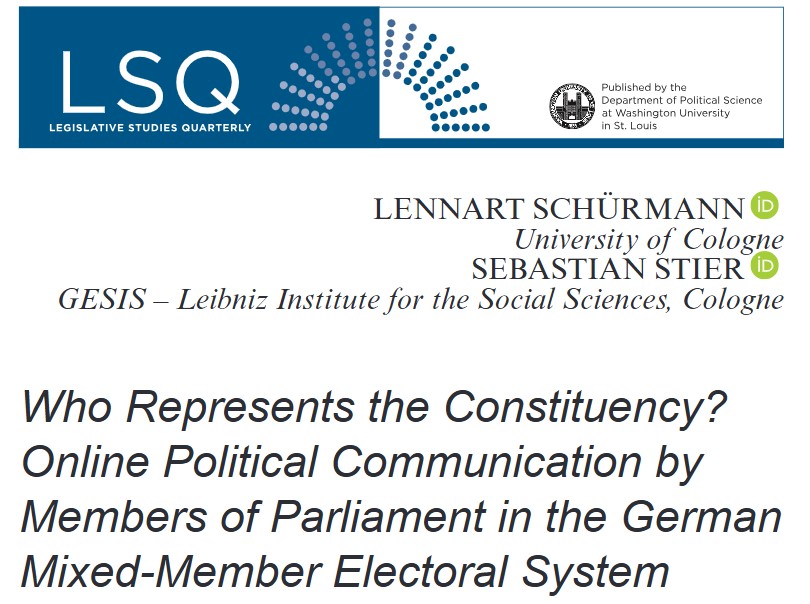 LSQ
LEGISLATIVE STUDIES QUARTERLY
Published by the
Department of Political Science
at Washington University
in St. Louis
LENNART SCHÜRMANN iD
University of Cologne
SEBASTIAN STIER iD
GESIS – Leibniz Institute for the Social Sciences, Cologne
Who Represents the Constituency?
Online Political Communication by
Members of Parliament in the German
Mixed-Member Electoral System